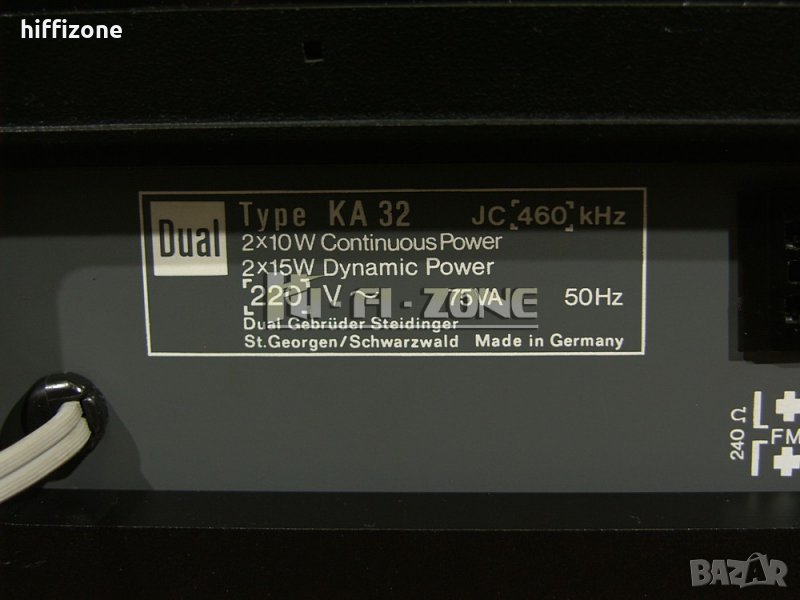 hiffizone
Dual
Type KA 32 JC [460] kHz
2×10W Continuous Power
2×15W Dynamic Power
[220] V ~ 75VA 50Hz
HI-FI-ZONE
Dual Gebrüder Steidinger
St.Georgen/Schwarzwald Made in Germany
240 Ω
FM
BAZAR